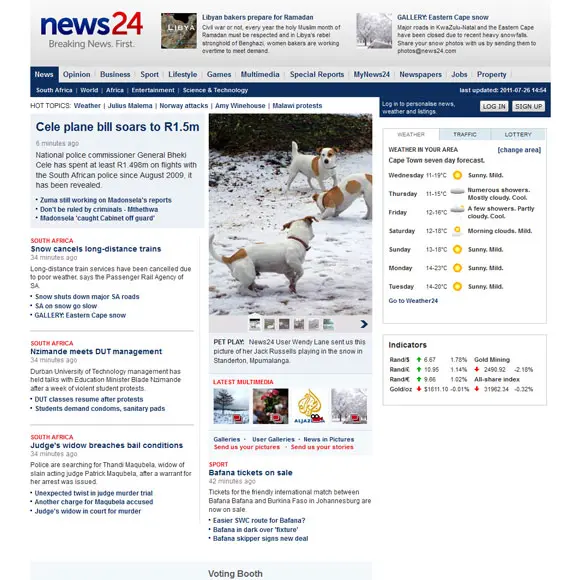 news24
Breaking News. First.
Libyan bakers prepare for Ramadan
Civil war or not, every year the holy Muslim month of
Ramadan must be respected and in Libya's rebel
stronghold of Benghazi, women bakers are working
overtime to meet demand.
GALLERY: Eastern Cape snow
Major roads in KwaZulu-Natal and the Eastern Cape
have been closed due to recent heavy snowfalls.
Share your snow photos with us by sending them to
photos@news24.com
News Opinion Business Sport Lifestyle Games Multimedia Special Reports MyNews24 Newspapers Jobs Property
South Africa | World | Africa | Entertainment | Science & Technology
last updated: 2011-07-26 14:54
HOT TOPICS: Weather | Julius Malema | Norway attacks | Amy Winehouse | Malawi protests
Log in to personalise news,
weather and listings.
LOG IN SIGN UP
Cele plane bill soars to R1.5m
6 minutes ago
National police commissioner General Bheki
Cele has spent at least R1.498m on flights with
the South African police since August 2009, it
has been revealed.
Zuma still working on Madonsela's reports
Don't be ruled by criminals - Mthethwa
Madonsela 'caught Cabinet off guard'
SOUTH AFRICA
Snow cancels long-distance trains
34 minutes ago
Long-distance train services have been cancelled due
to poor weather, says the Passenger Rail Agency of
SA.
Snow shuts down major SA roads
SA on snow go slow
GALLERY: Eastern Cape snow
SOUTH AFRICA
Nzimande meets DUT management
34 minutes ago
Durban University of Technology management has
held talks with Education Minister Blade Nzimande
after a week of violent student protests.
DUT classes resume after protests
Students demand condoms, sanitary pads
SOUTH AFRICA
Judge's widow breaches bail conditions
34 minutes ago
Police are searching for Thandi Maqubela, widow of
slain acting judge Patrick Maqubela, after a warrant for
her arrest was issued.
Unexpected twist in judge murder trial
Another charge for Maqubela accused
Judge's widow in court for murder
PET PLAY: News24 User Wendy Lane sent us this
picture of her Jack Russells playing in the snow in
Standerton, Mpumalanga.
LATEST MULTIMEDIA
Galleries User Galleries News in Pictures
Send us your pictures Send us your stories
SPORT
Bafana tickets on sale
42 minutes ago
Tickets for the friendly international match between
Bafana Bafana and Burkina Faso in Johannesburg are
now on sale.
Easier SWC route for Bafana?
Bafana in dark over 'fixture'
Bafana skipper signs new deal
WEATHER TRAFFIC LOTTERY
WEATHER IN YOUR AREA [change area]
Cape Town seven day forecast.
Wednesday 11-19°C Sunny. Mild.
Thursday 11-15°C Numerous showers. Mostly cloudy. Cool.
Friday 12-16°C A few showers. Partly cloudy. Cool.
Saturday 12-18°C Morning clouds. Mild.
Sunday 13-18°C Sunny. Mild.
Monday 14-23°C Sunny. Mild.
Tuesday 14-20°C Sunny. Mild.
Go to Weather24
Indicators
Rand/$ 6.67 1.78% Gold Mining
Rand/£ 10.95 1.14% 2490.92 -2.18%
Rand/€ 9.66 1.02% All-share index
Gold/oz $1611.10 -0.01% 31962.34 -0.32%
Voting Booth